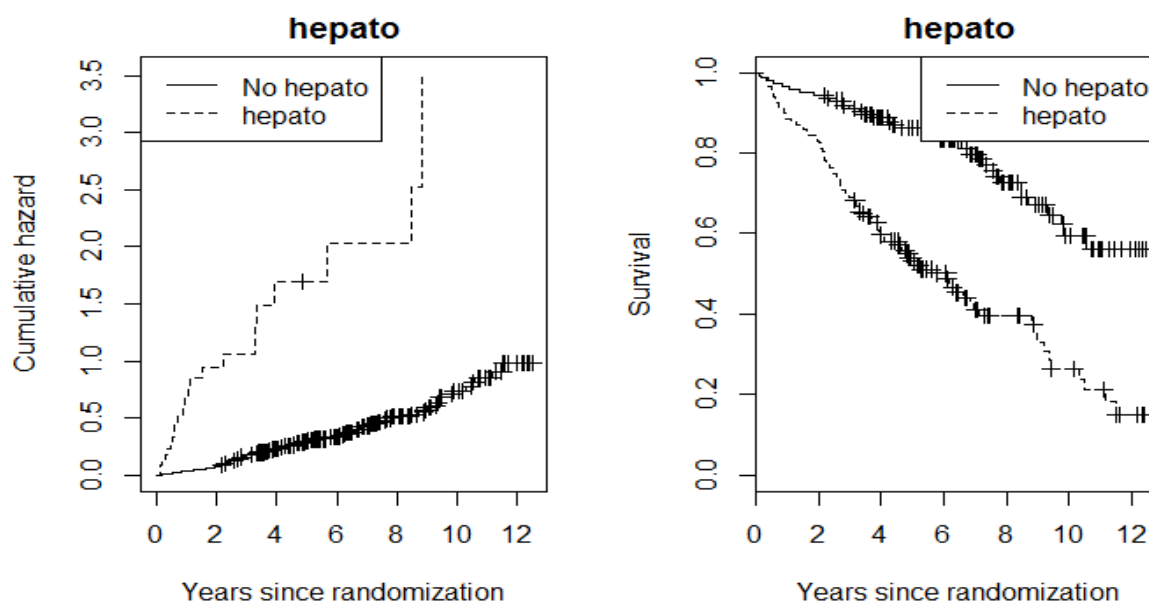 hepato
No hepato
hepato
Cumulative hazard
0.0 0.5 1.0 1.5 2.0 2.5 3.0 3.5
0 2 4 6 8 10 12
Years since randomization
hepato
No hepato
hepato
Survival
0.0 0.2 0.4 0.6 0.8 1.0
0 2 4 6 8 10 12
Years since randomization